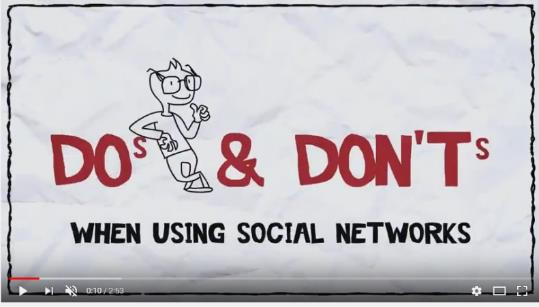 DOs & DON'Ts
WHEN USING SOCIAL NETWORKS
0:10 / 2:53